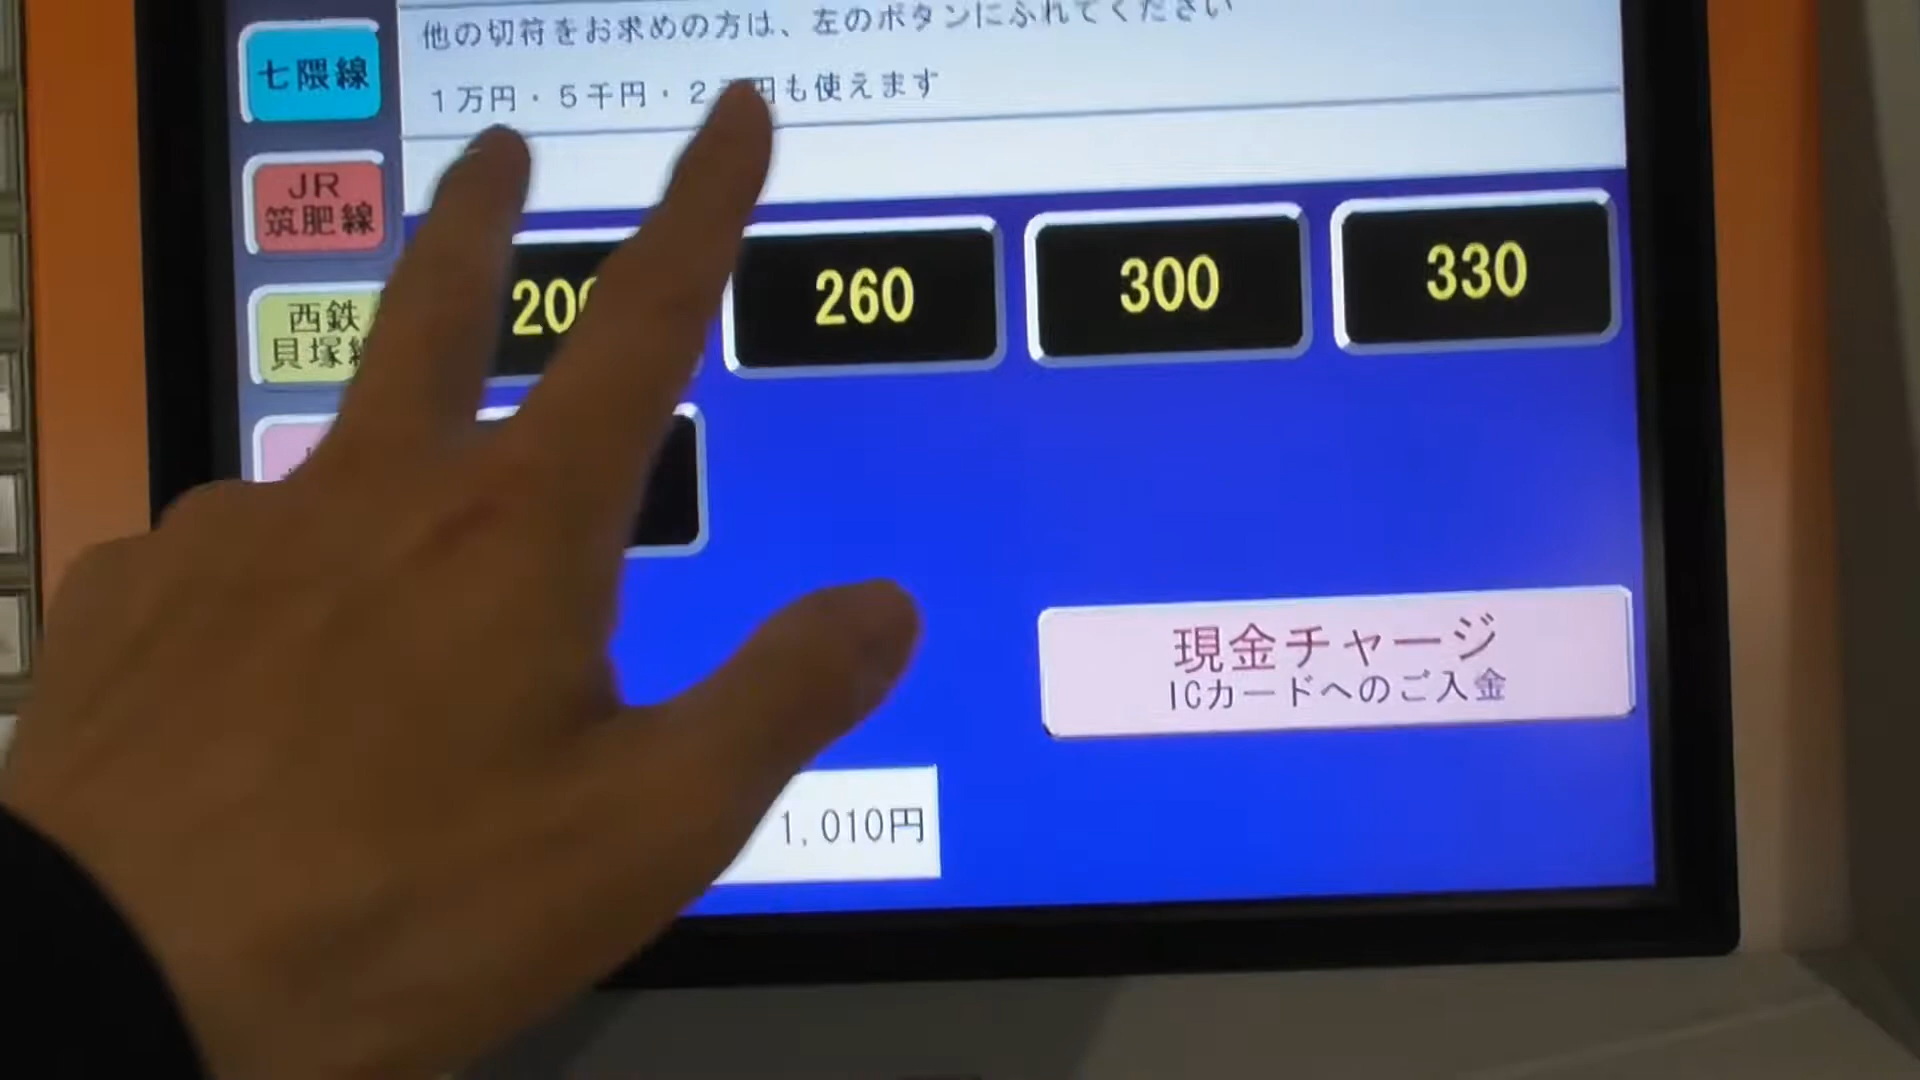 他の切符をお求めの方は、左のボタンにふれてください
1万円・5千円・2 円も使えます
七隈線
JR
筑肥線
西鉄
貝塚
260
300
330
現金チャージ
ICカードへのご入金
1,010円